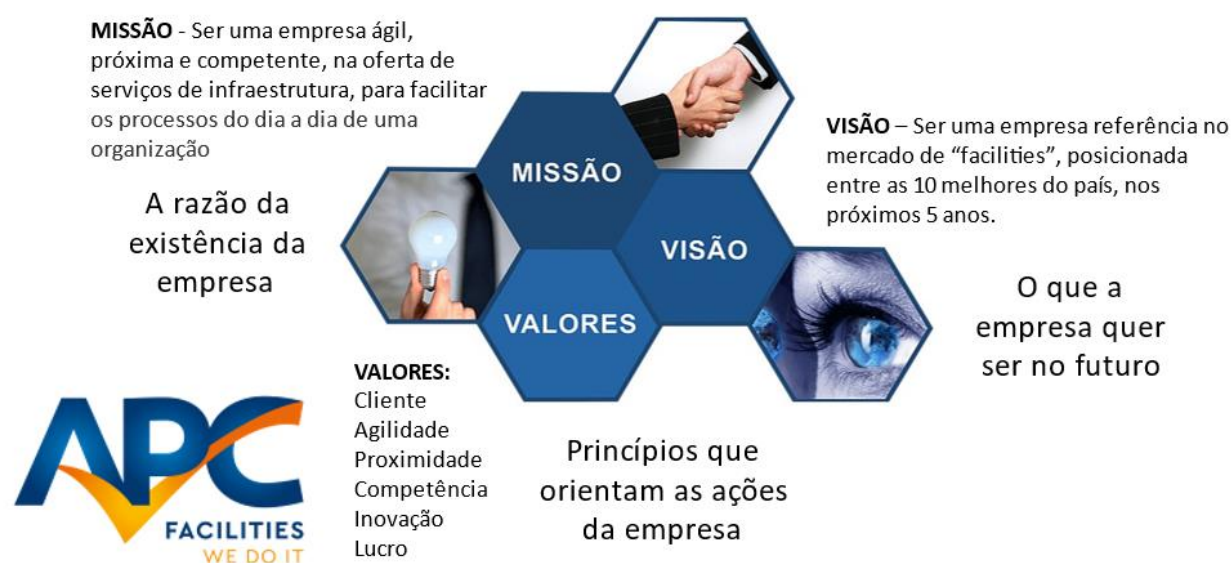 MISSÃO - Ser uma empresa ágil,
próxima e competente, na oferta de
serviços de infraestrutura, para facilitar
os processos do dia a dia de uma
organização
A razão da
existência da
empresa
MISSÃO
VISÃO
VALORES
VISÃO – Ser uma empresa referência no
mercado de “facilities”, posicionada
entre as 10 melhores do país, nos
próximos 5 anos.
O que a
empresa quer
ser no futuro
VALORES:
Cliente
Agilidade
Proximidade
Competência
Inovação
Lucro
Princípios que
orientam as ações
da empresa
APC
FACILITIES
WE DO IT